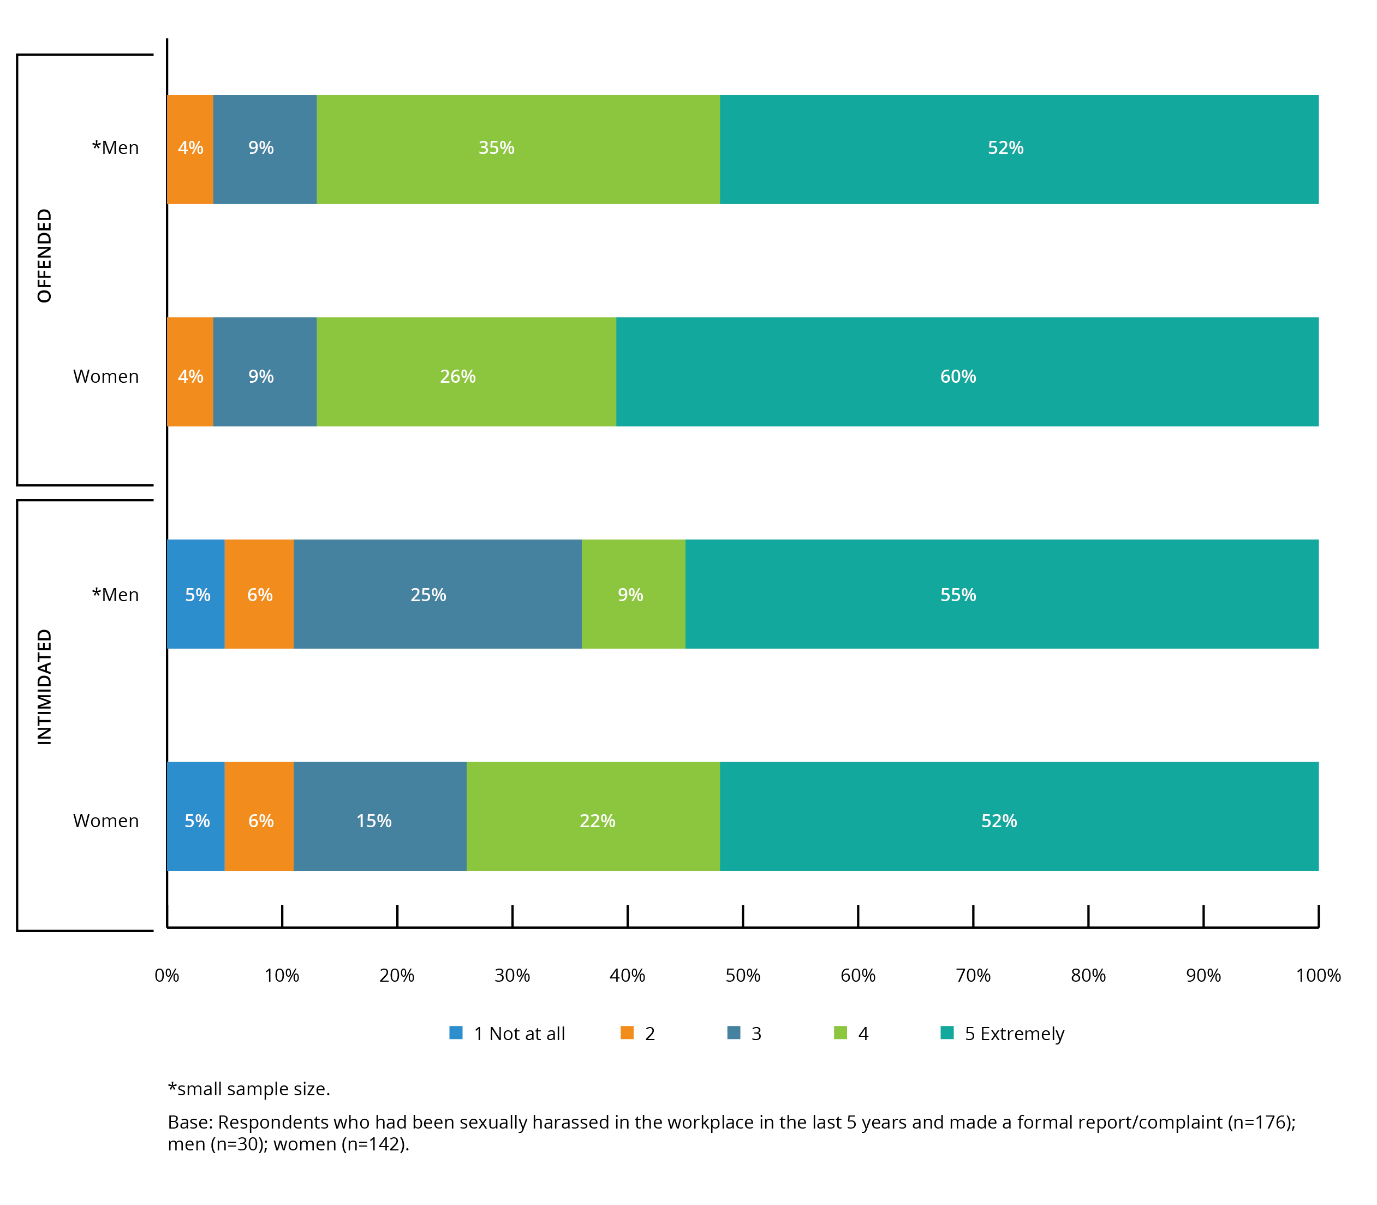 OFFENDED
*Men
4% 9% 35% 52%
Women
4% 9% 26% 60%
INTIMIDATED
*Men
5% 6% 25% 9% 55%
Women
5% 6% 15% 22% 52%
0% 10% 20% 30% 40% 50% 60% 70% 80% 90% 100%
1 Not at all 2 3 4 5 Extremely
*small sample size.
Base: Respondents who had been sexually harassed in the workplace in the last 5 years and made a formal report/complaint (n=176);
men (n=30); women (n=142).